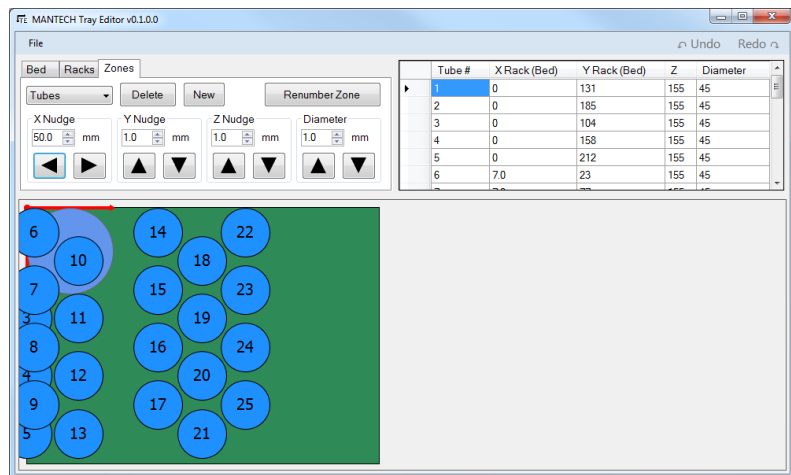 MANTECH Tray Editor v0.1.0.0
File Undo Redo
Bed Racks Zones
Tubes Delete New Renumber Zone
X Nudge Y Nudge Z Nudge Diameter
50.0 mm 1.0 mm 1.0 mm 1.0 mm
Tube # X Rack (Bed) Y Rack (Bed) Z Diameter
1 0 131 155 45
2 0 185 155 45
3 0 104 155 45
4 0 158 155 45
5 0 212 155 45
6 7.0 23 155 45
6 14 22
10 18
7 15 23
3 11 19
8 16 24
4 12 20
9 17 25
5 13 21